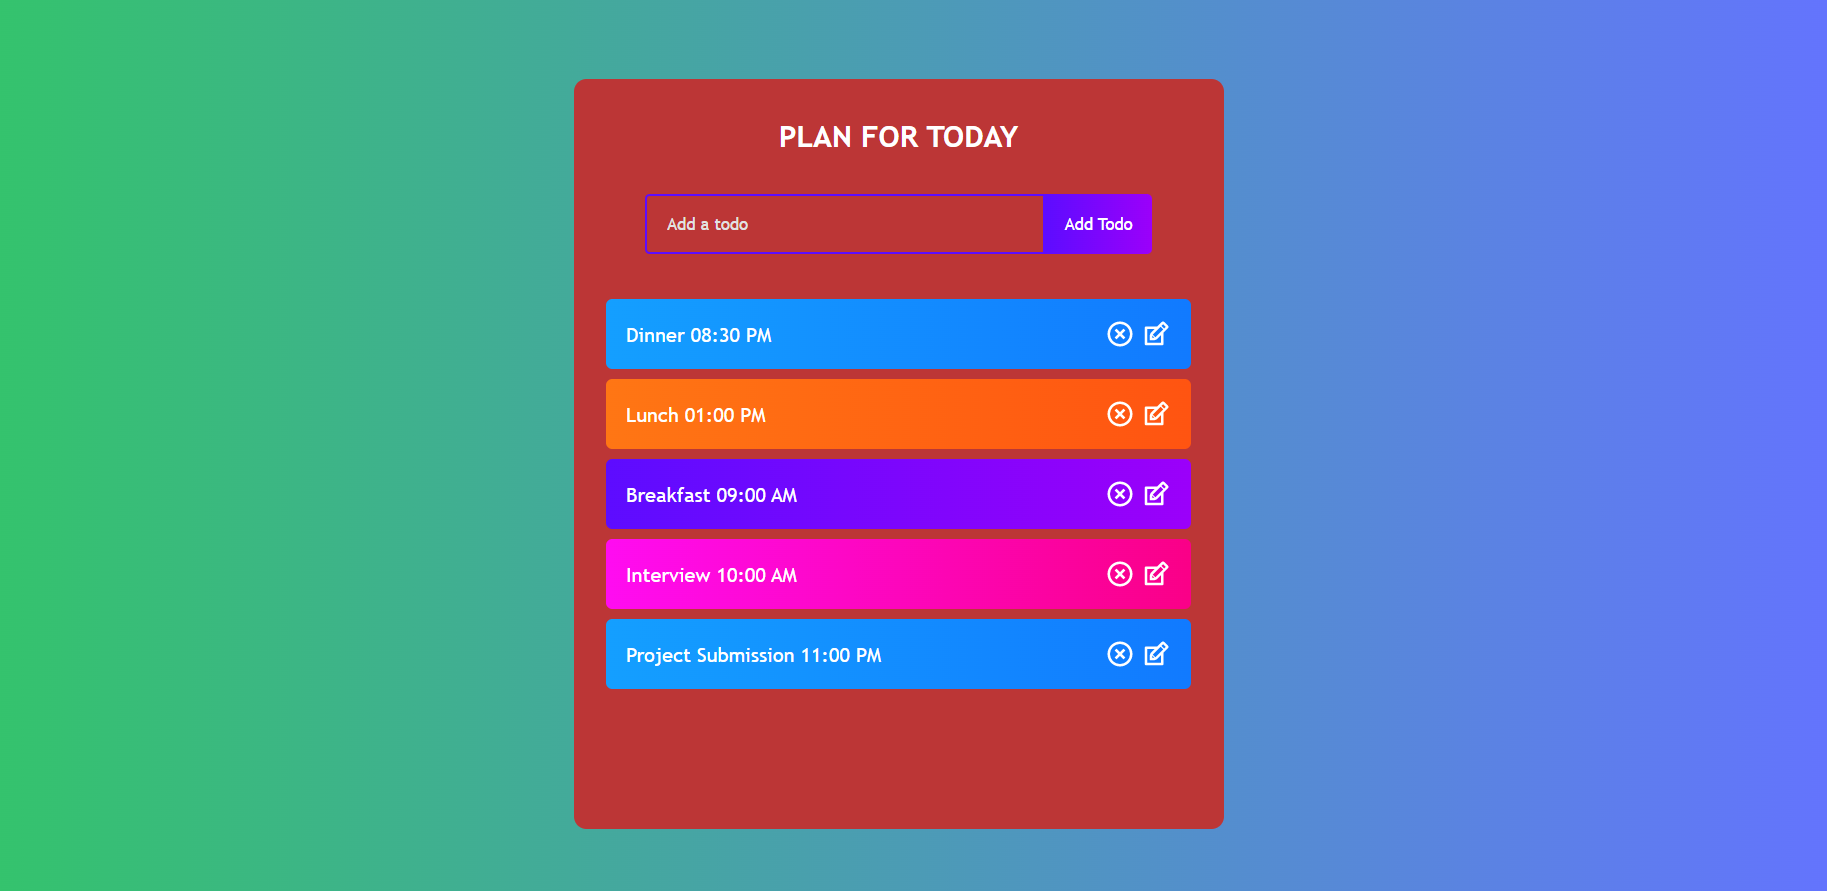 PLAN FOR TODAY
Add a todo
Add Todo
Dinner 08:30 PM
Lunch 01:00 PM
Breakfast 09:00 AM
Interview 10:00 AM
Project Submission 11:00 PM